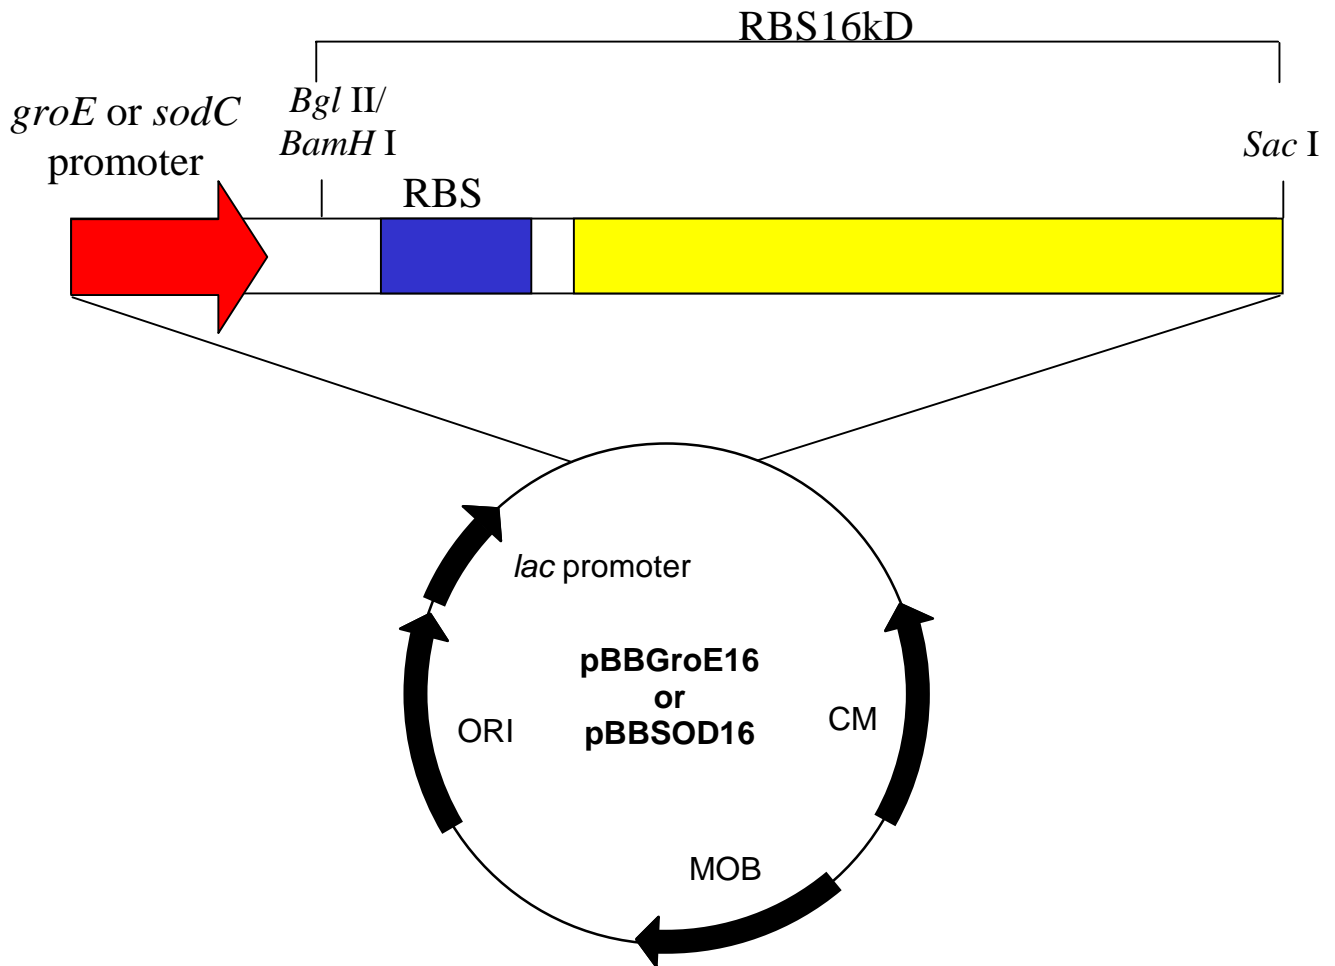 RBS16kD
groE or sodC
promoter
Bgl II/
BamH I
Sac I
RBS
lac promoter
pBBGroE16
or
pBBSOD16
ORI
CM
MOB